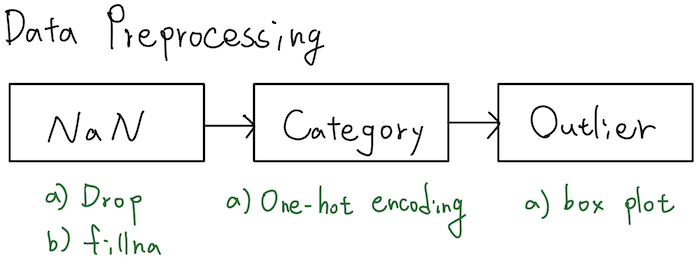 Data Preprocessing
NaN
Category
Outlier
a) Drop
b) fillna
a) One-hot encoding
a) box plot